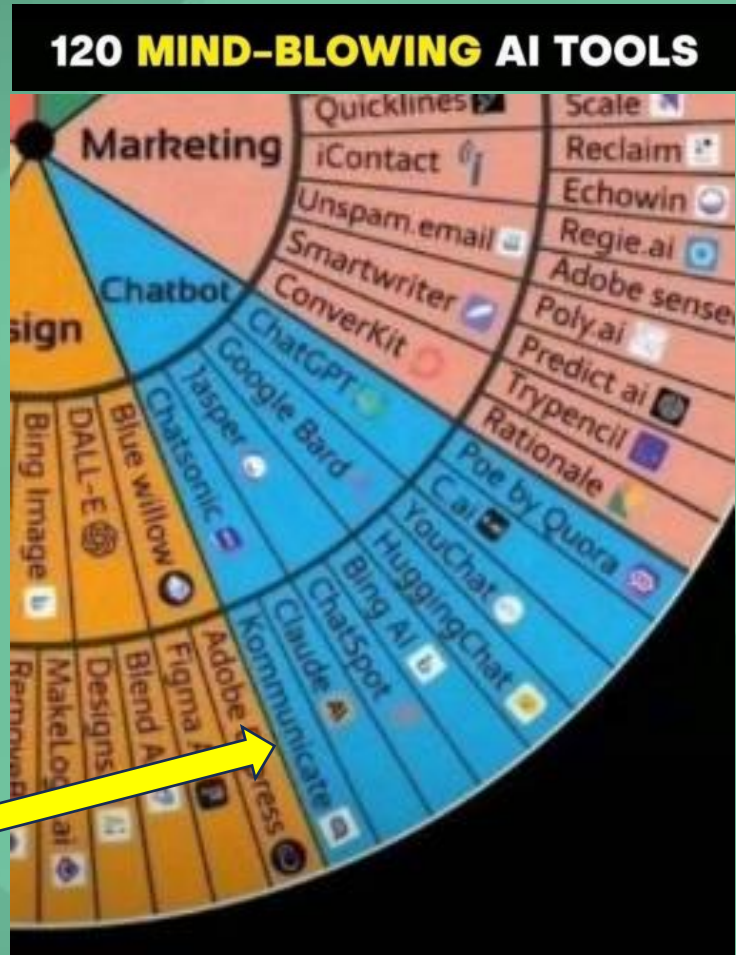 120 MIND-BLOWING AI TOOLS
Marketing
Quicklines
iContact
Unspam.email
Smartwriter
ConverKit
Scale
Reclaim
Echowin
Regie.ai
Adobe sense
Poly.ai
Predict ai
Trypencil
Rationale
Chatbot
ChatGPT
Google Bard
Jasper
Chatsonic
Poe by Quora
C.ai
YouChat
HuggingChat
Bing AI
ChatSpot
Claude
Kommunicate
sign
Blue willow
DALL-E
Bing Image
Adobe ress
Figma
Blend
Designs
MakeLog ai